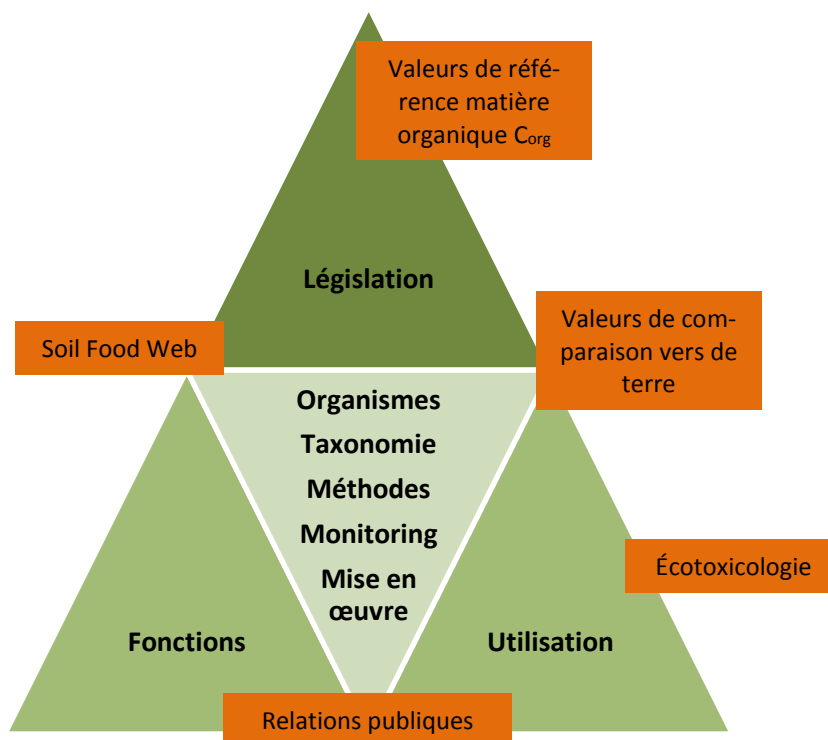 Valeurs de réfé-
rence matière
organique Corg
Législation
Soil Food Web
Valeurs de com-
paraison vers de
terre
Organismes
Taxonomie
Méthodes
Monitoring
Mise en
œuvre
Écotoxicologie
Fonctions
Utilisation
Relations publiques